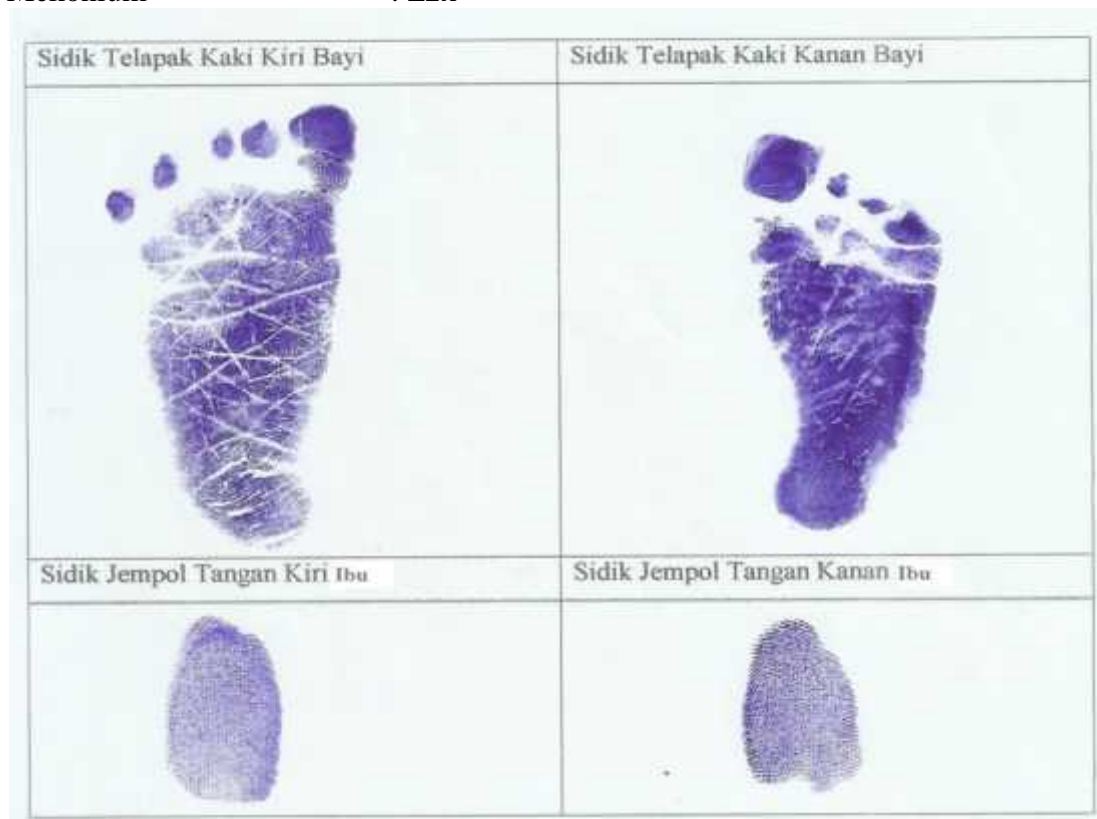 Sidik Telapak Kaki Kiri Bayi
Sidik Telapak Kaki Kanan Bayi
Sidik Jempol Tangan Kiri Ibu
Sidik Jempol Tangan Kanan Ibu